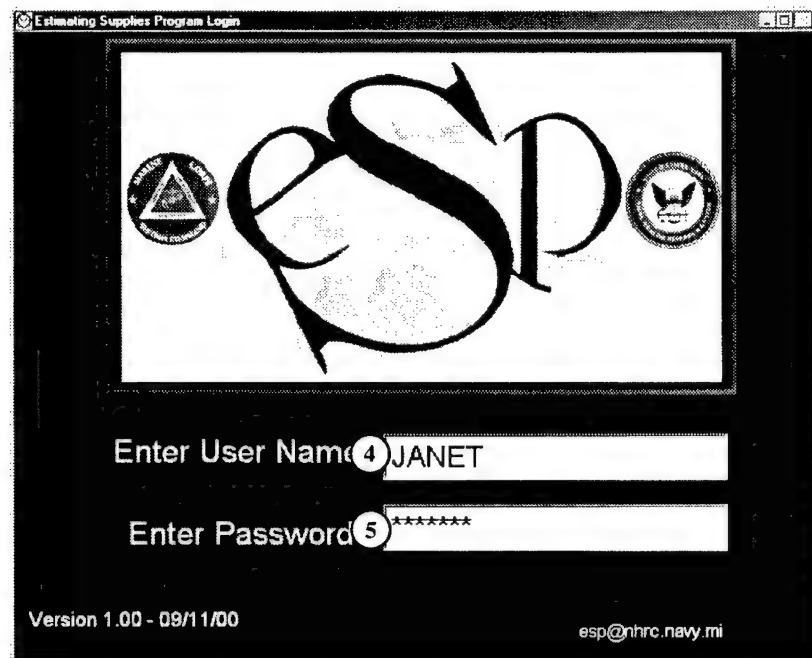 Estimating Supplies Program Login
eSp
Enter User Name 4 JANET
Enter Password 5 *******
Version 1.00 - 09/11/00
esp@nhrc.navy.mi